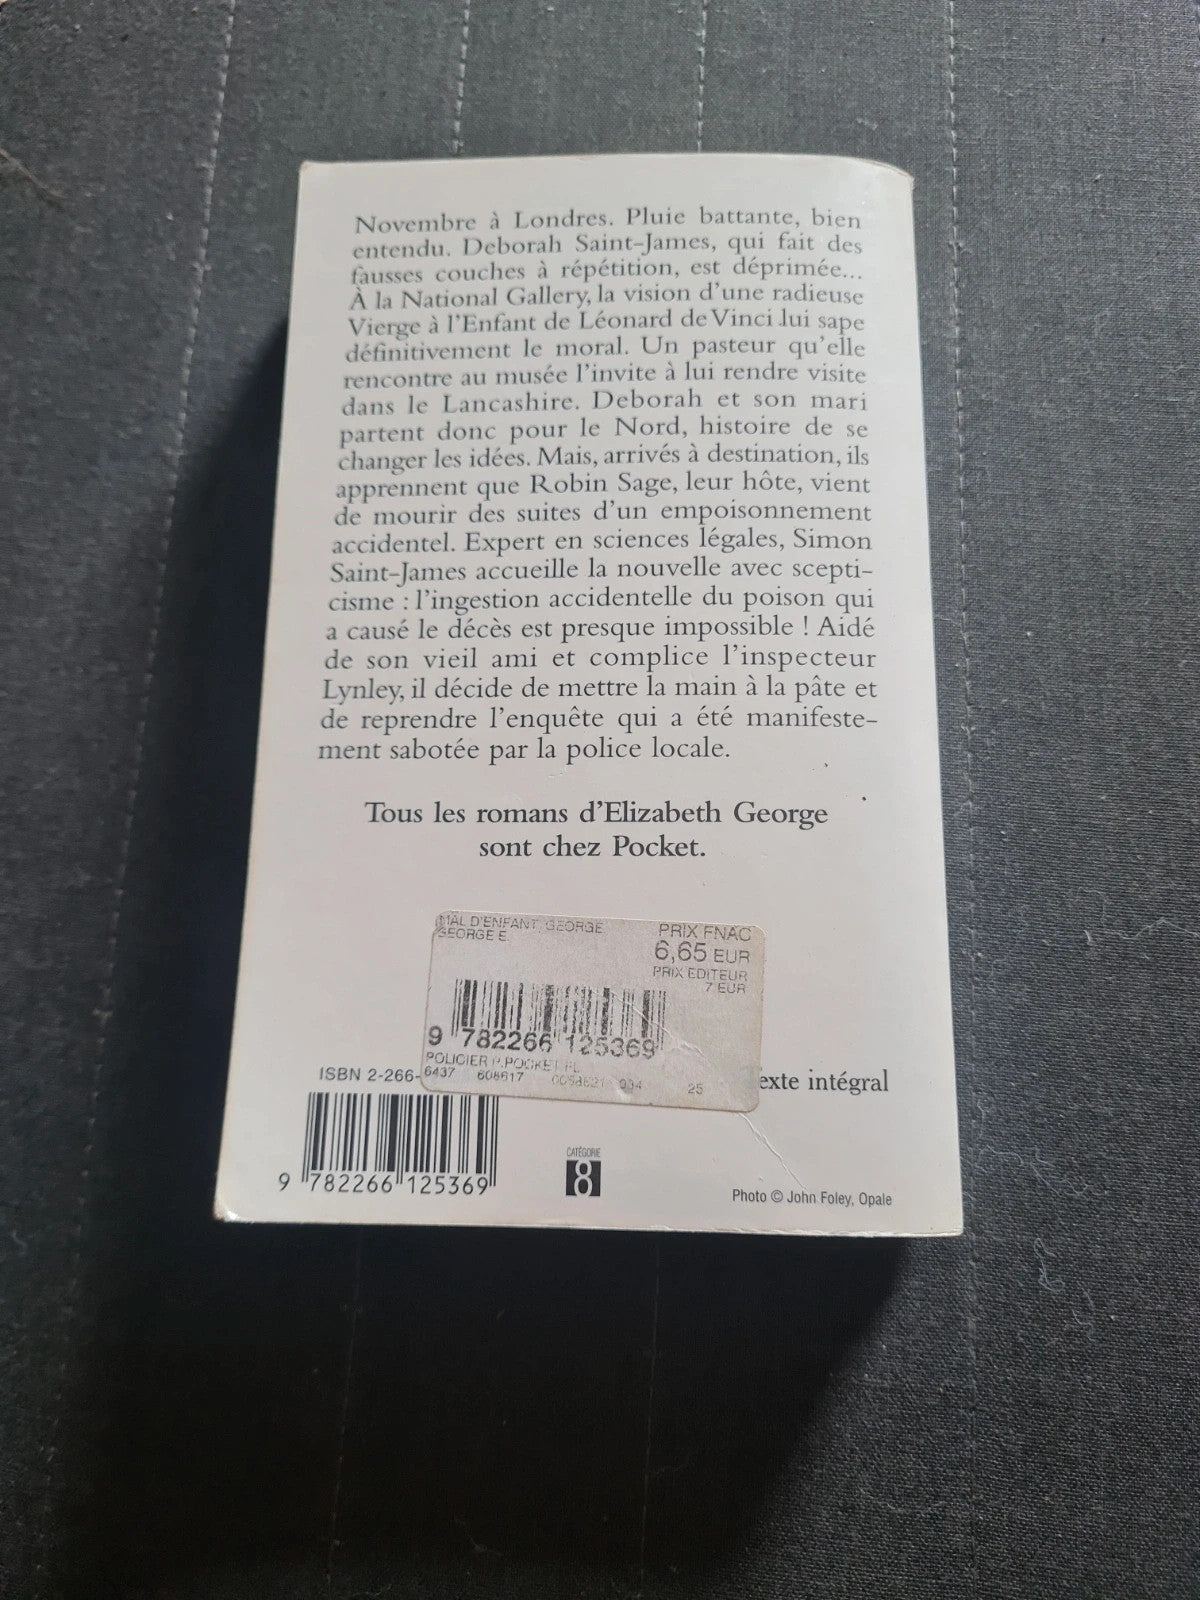 Novembre à Londres. Pluie battante, bien
entendu. Deborah Saint-James, qui fait des
fausses couches à répétition, est déprimée...
À la National Gallery, la vision d'une radieuse
Vierge à l'Enfant de Léonard de Vinci lui sape
définitivement le moral. Un pasteur qu'elle
rencontre au musée l'invite à lui rendre visite
dans le Lancashire. Deborah et son mari
partent donc pour le Nord, histoire de se
changer les idées. Mais, arrivés à destination, ils
apprennent que Robin Sage, leur hôte, vient
de mourir des suites d'un empoisonnement
accidentel. Expert en sciences légales, Simon
Saint-James accueille la nouvelle avec scepti-
cisme : l'ingestion accidentelle du poison qui
a causé le décès est presque impossible ! Aidé
de son vieil ami et complice l'inspecteur
Lynley, il décide de mettre la main à la pâte et
de reprendre l'enquête qui a été manifeste-
ment sabotée par la police locale.
Tous les romans d'Elizabeth George
sont chez Pocket.
MAL D'ENFANT, GEORGE
GEORGE E.
PRIX FNAC
6,65 EUR
PRIX EDITEUR
7 EUR
9 782266 125369
POLICIER P.POCKET
6437 608617 034 25
ISBN 2-266-
exte intégral
9 782266 125369
CATÉGORIE
8
Photo © John Foley, Opale